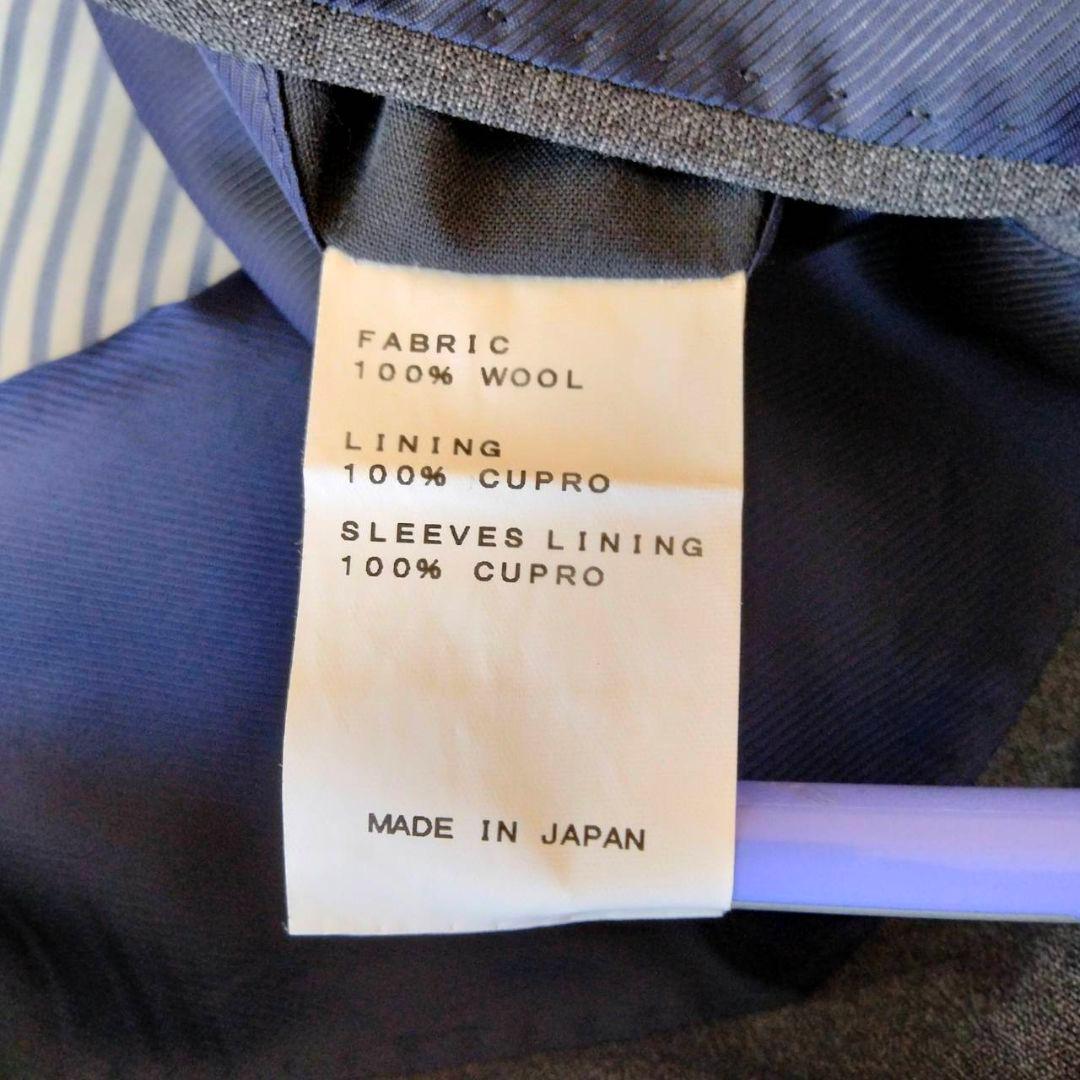 FABRIC
100% WOOL
LINING
100% CUPRO
SLEEVES LINING
100% CUPRO
MADE IN JAPAN